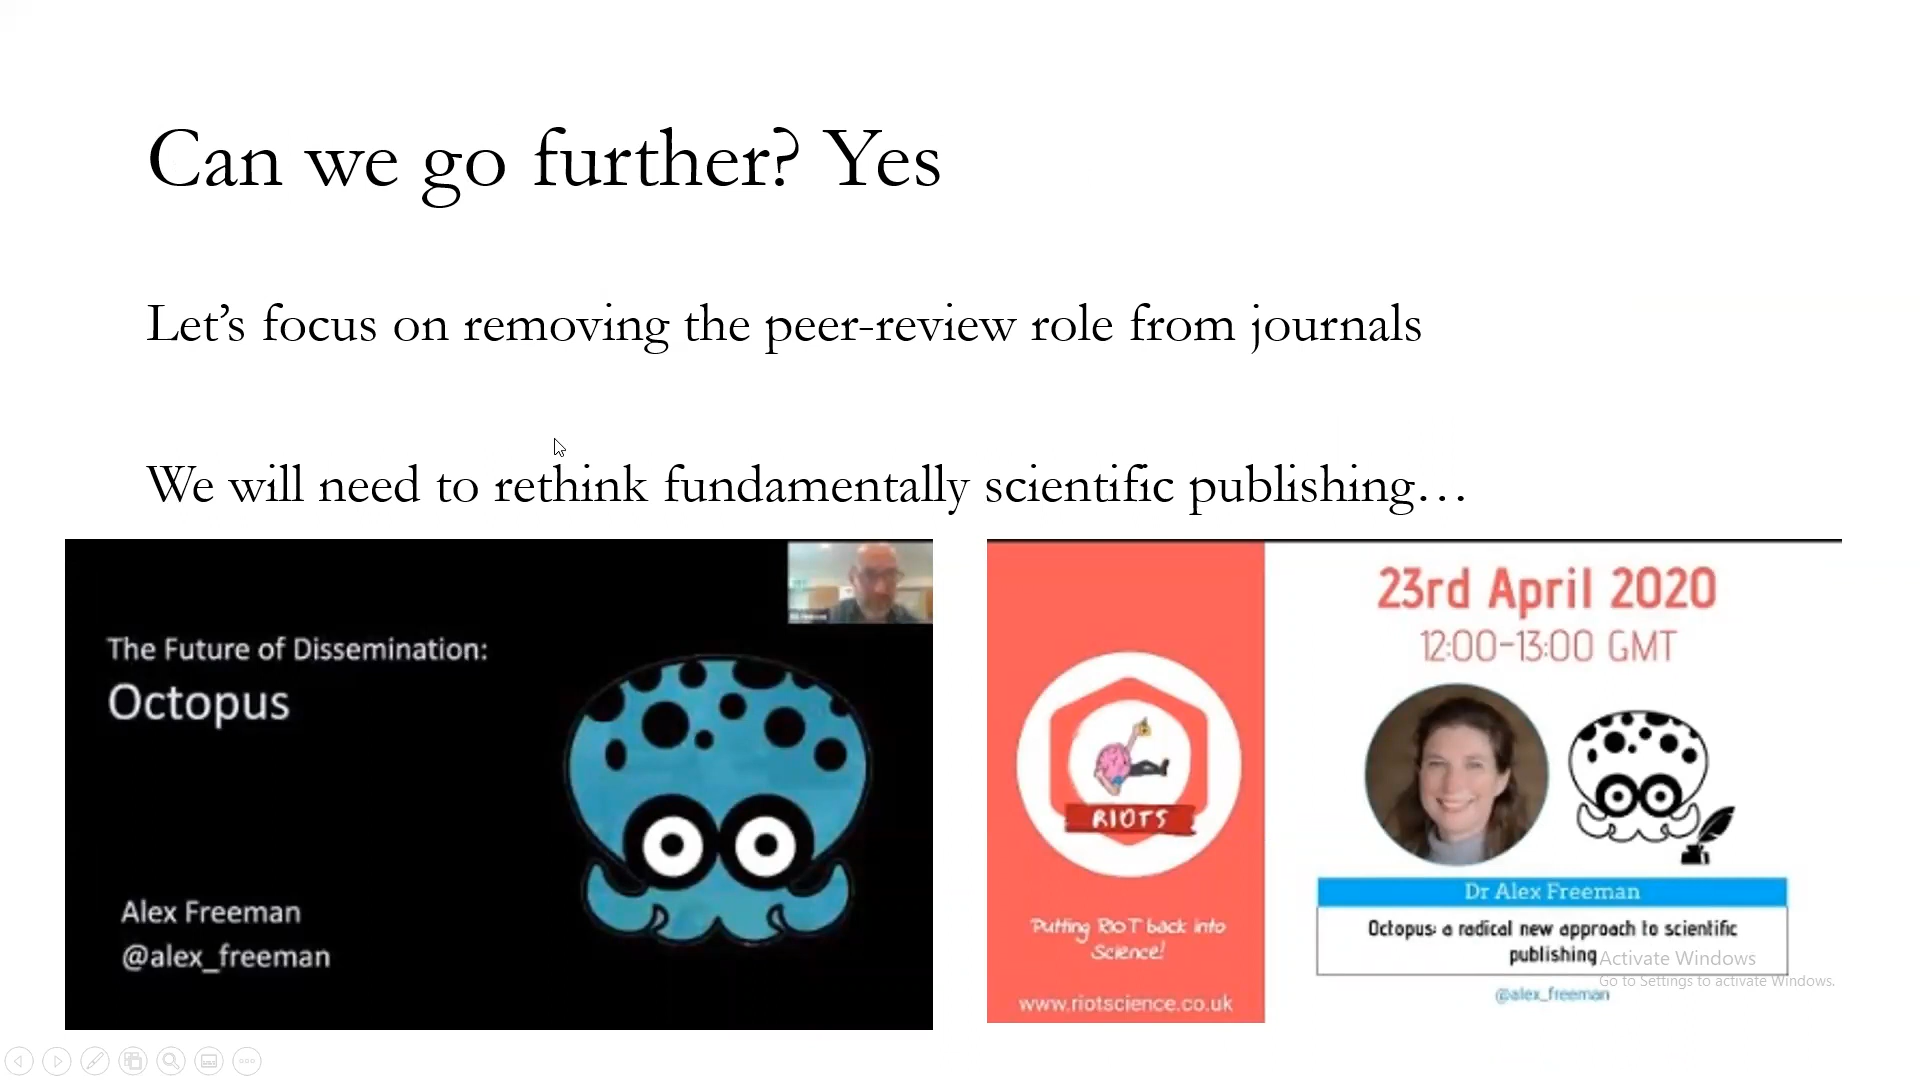 Can we go further? Yes
Let’s focus on removing the peer-review role from journals
We will need to rethink fundamentally scientific publishing…
The Future of Dissemination:
Octopus
Alex Freeman
@alex_freeman
RIOTS
Putting RIOT back into
Science!
www.riotscience.co.uk
23rd April 2020
12:00-13:00 GMT
Dr Alex Freeman
Octopus: a radical new approach to scientific
publishing
@alex_freeman
Activate Windows
Go to Settings to activate Windows.